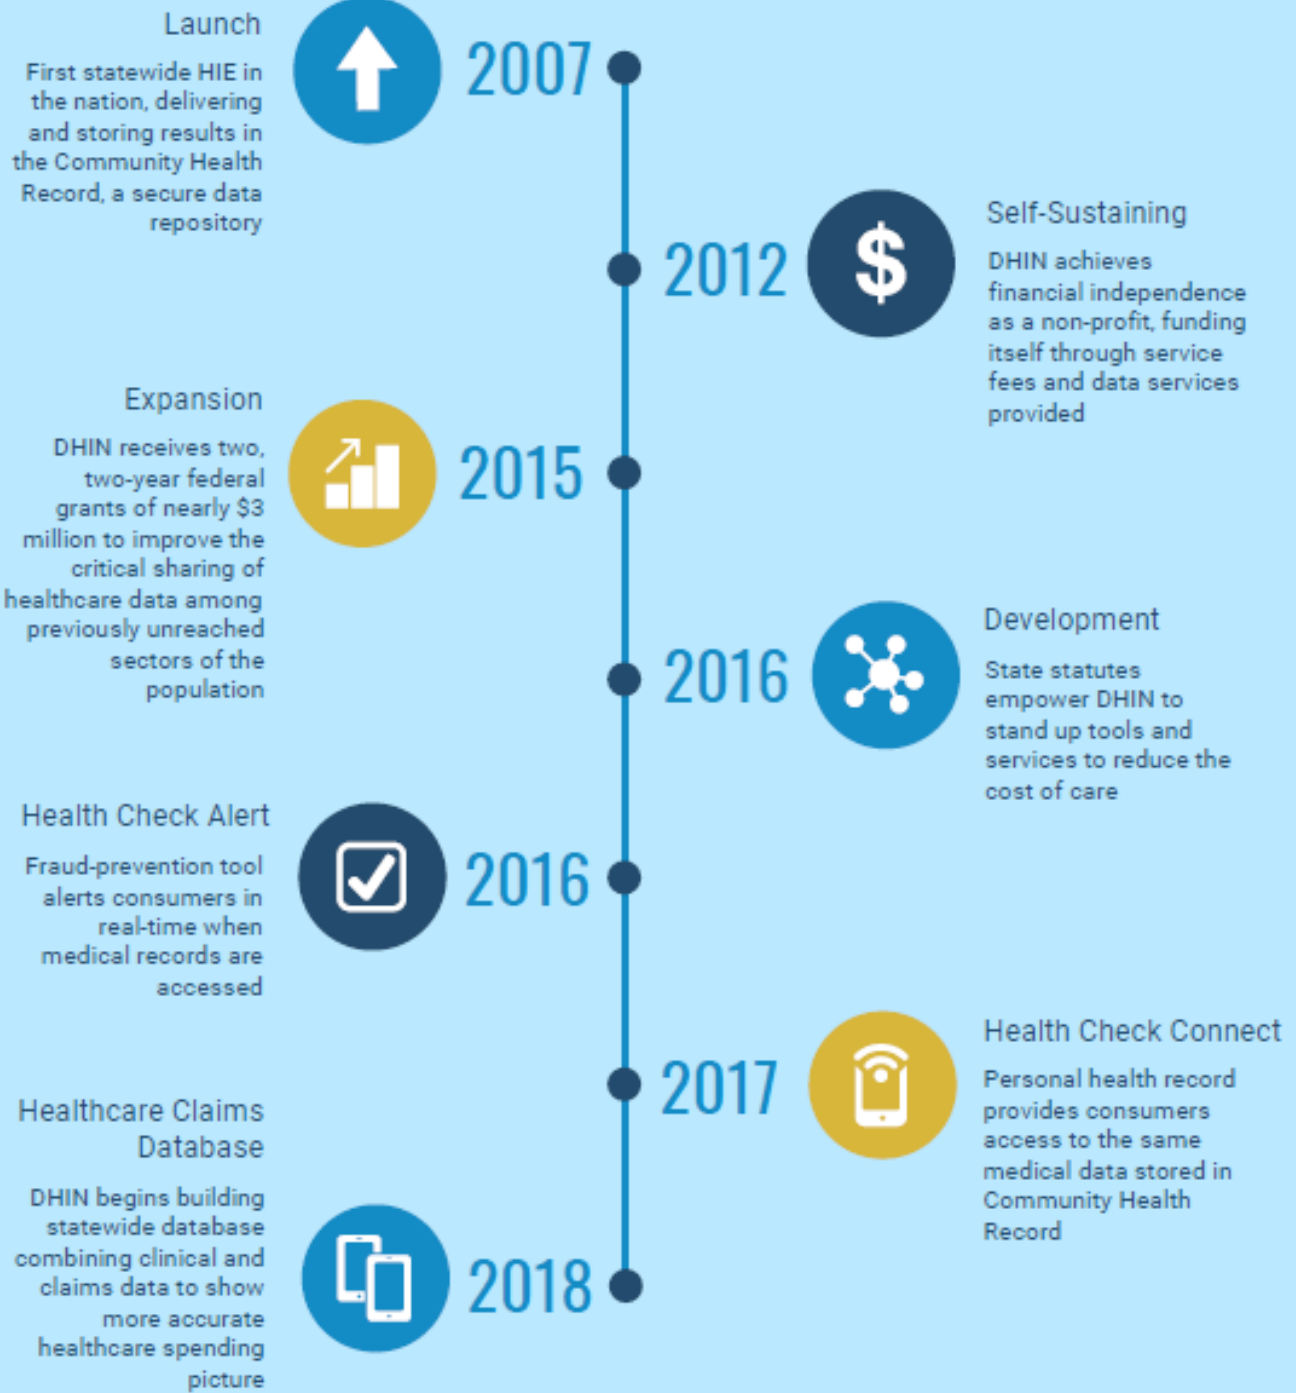 Launch
First statewide HIE in
the nation, delivering
and storing results in
the Community Health
Record, a secure data
repository
2007
2012
Self-Sustaining
DHIN achieves
financial independence
as a non-profit, funding
itself through service
fees and data services
provided
$
Expansion
DHIN receives two,
two-year federal
grants of nearly $3
million to improve the
critical sharing of
healthcare data among
previously unreached
sectors of the
population
2015
2016
Development
State statutes
empower DHIN to
stand up tools and
services to reduce the
cost of care
Health Check Alert
Fraud-prevention tool
alerts consumers in
real-time when
medical records are
accessed
2016
2017
Health Check Connect
Personal health record
provides consumers
access to the same
medical data stored in
Community Health
Record
Healthcare Claims
Database
DHIN begins building
statewide database
combining clinical and
claims data to show
more accurate
healthcare spending
picture
2018